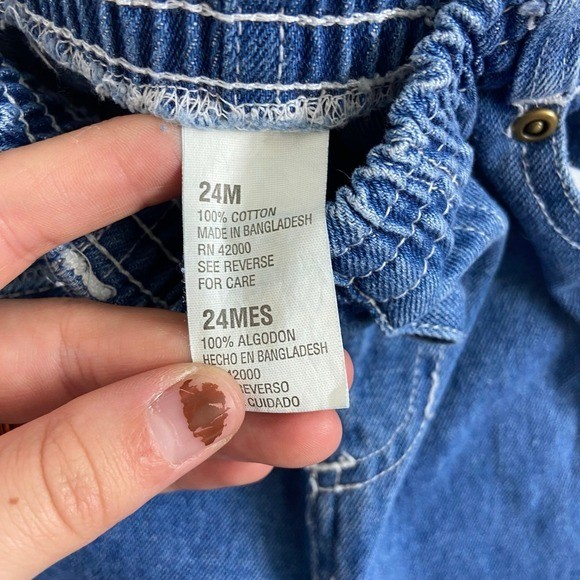 24M
100% COTTON
MADE IN BANGLADESH
RN 42000
SEE REVERSE
FOR CARE
24MES
100% ALGODON
HECHO EN BANGLADESH
42000
REVERSO
CUIDADO